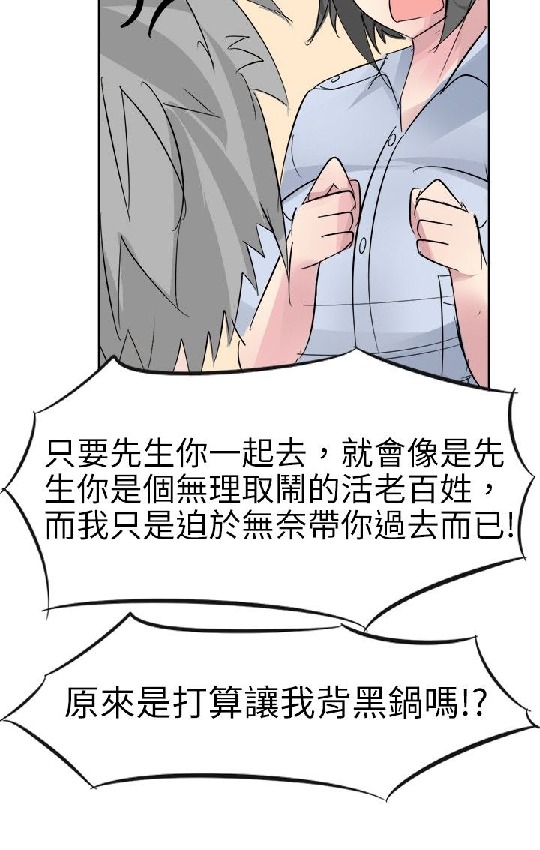 只要先生你一起去，就會像是先
生你是個無理取鬧的活老百姓，
而我只是迫於無奈帶你過去而已!
原來是打算讓我背黑鍋嗎!?